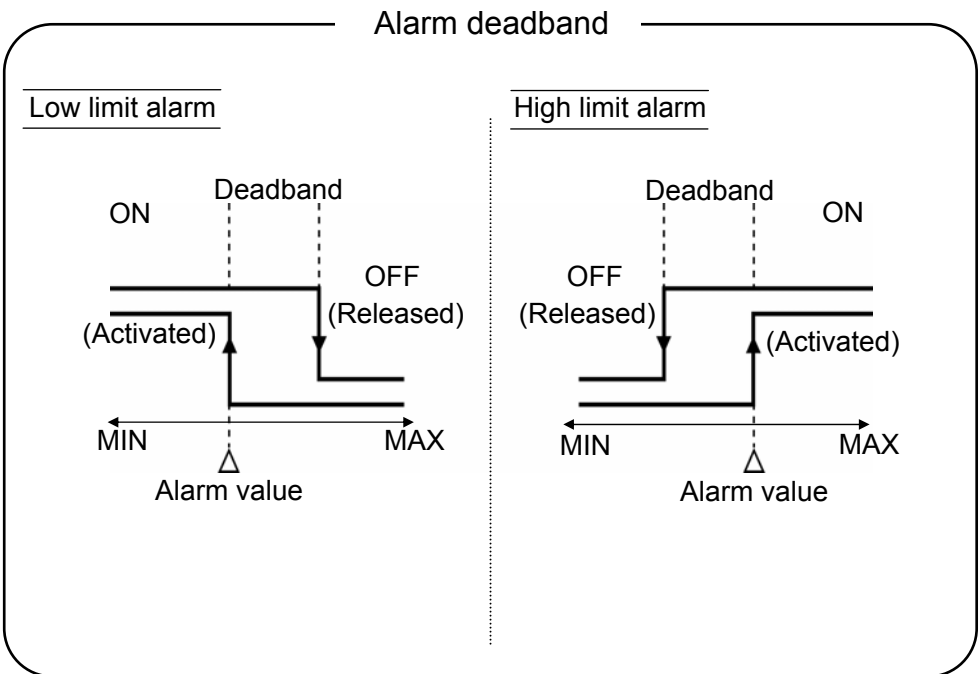 Alarm deadband
Low limit alarm
Deadband
ON
OFF
(Released)
(Activated)
MIN
MAX
Alarm value
High limit alarm
Deadband
ON
OFF
(Released)
(Activated)
MIN
MAX
Alarm value